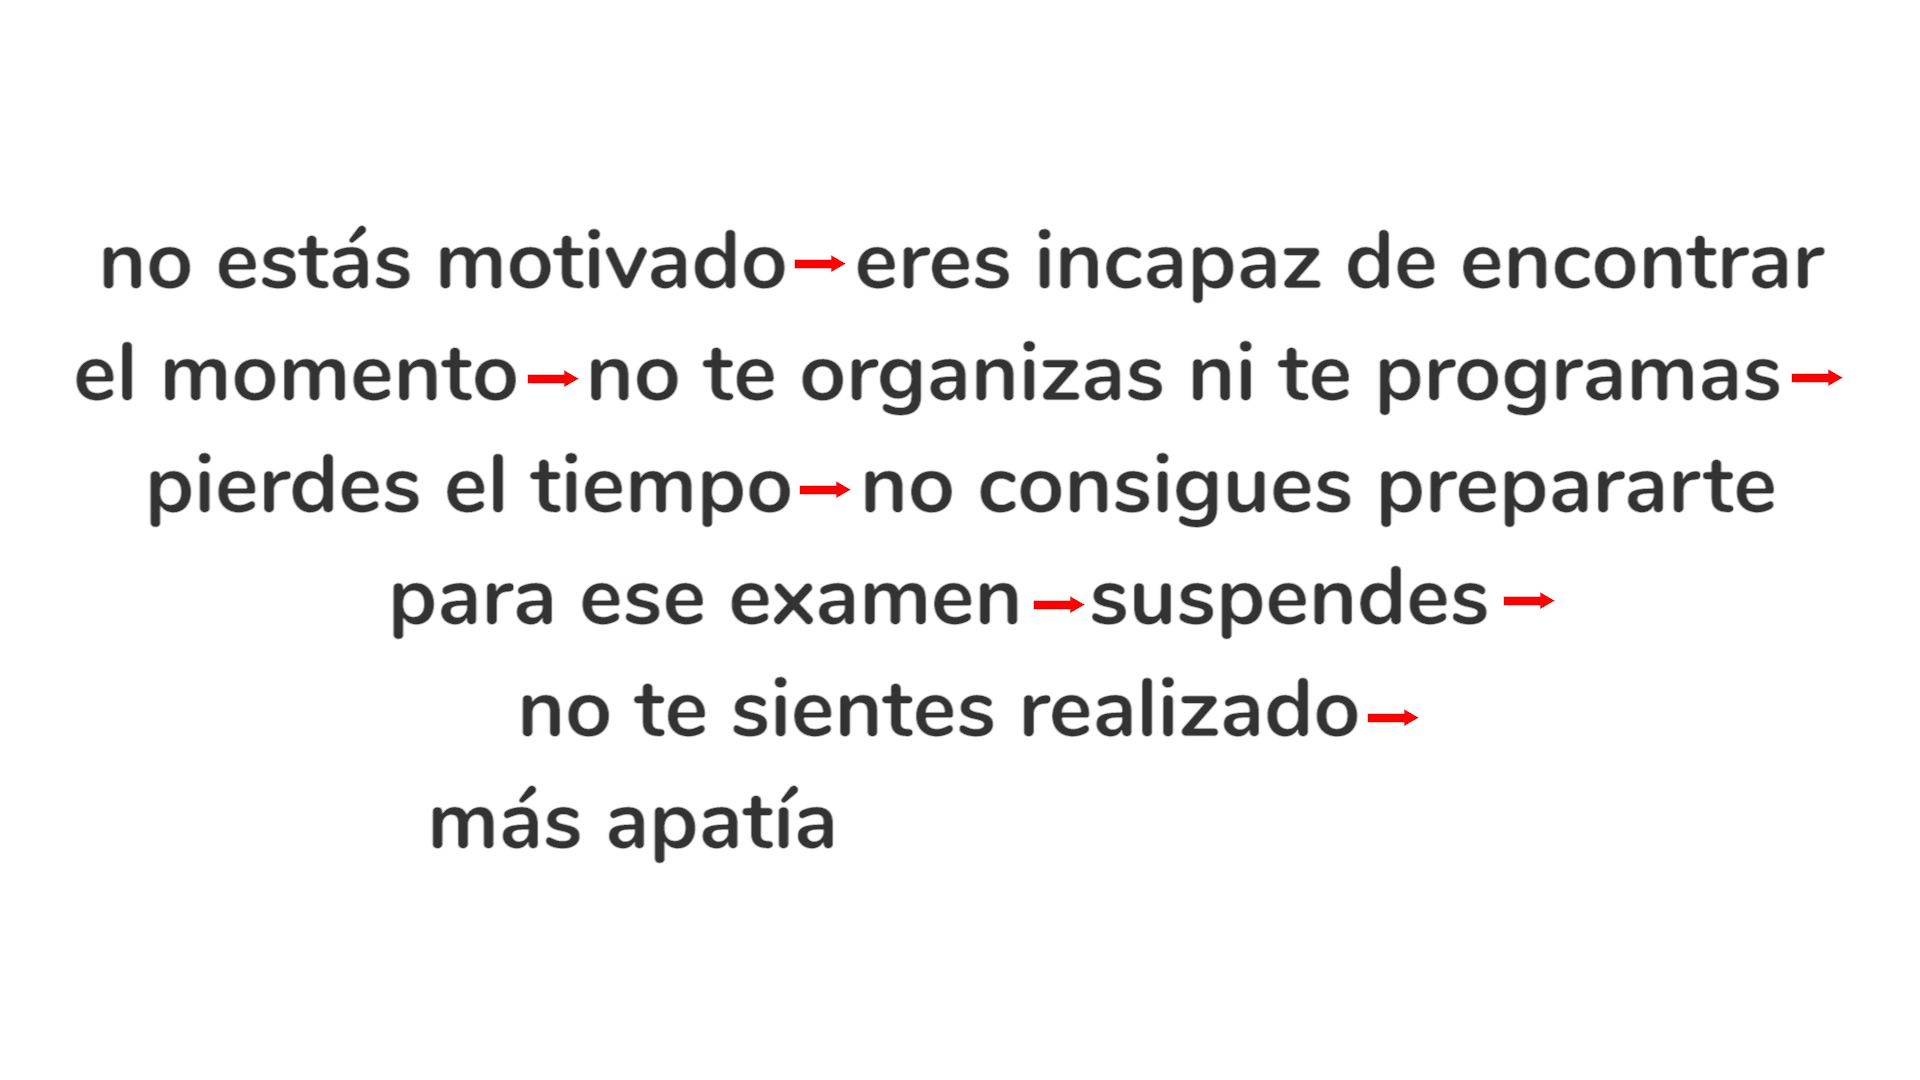 no estás motivado→eres incapaz de encontrar
el momento→no te organizas ni te programas→
pierdes el tiempo→no consigues prepararte
para ese examen→suspendes→
no te sientes realizado→
más apatía